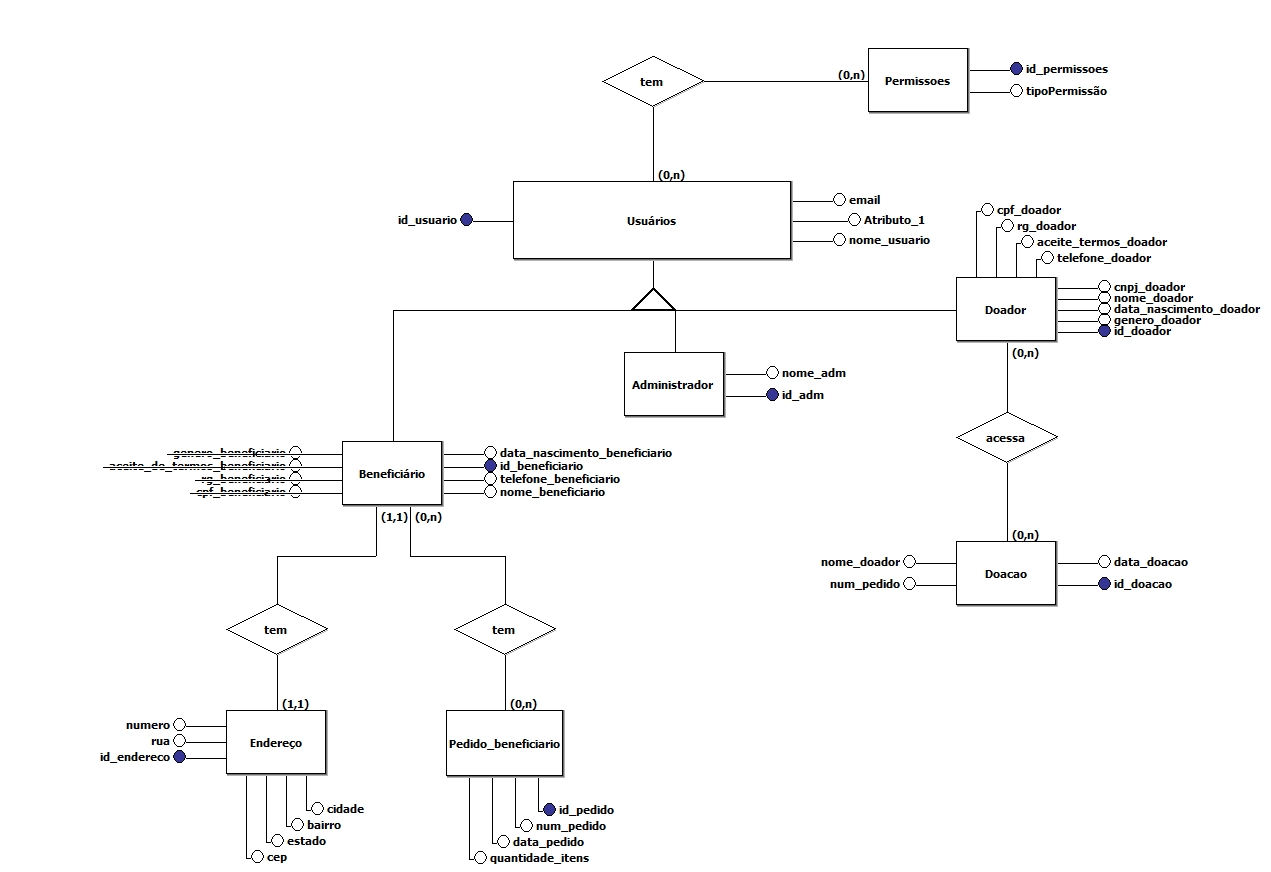 tem
(0,n)
Permissoes
id_permissoes
tipoPermissão
(0,n)
id_usuario
Usuários
email
Atributo_1
nome_usuario
cpf_doador
rg_doador
aceite_termos_doador
telefone_doador
Doador
cnpj_doador
nome_doador
data_nascimento_doador
genero_doador
id_doador
(0,n)
Administrador
nome_adm
id_adm
acessa
genero_beneficiario
aceite_de_termos_beneficiario
rg_beneficiario
cpf_beneficiario
Beneficiário
data_nascimento_beneficiario
id_beneficiario
telefone_beneficiario
nome_beneficiario
(1,1)
(0,n)
(0,n)
nome_doador
num_pedido
Doacao
data_doacao
id_doacao
tem
tem
(1,1)
(0,n)
numero
rua
id_endereco
Endereço
Pedido_beneficiario
cidade
bairro
estado
cep
id_pedido
num_pedido
data_pedido
quantidade_itens